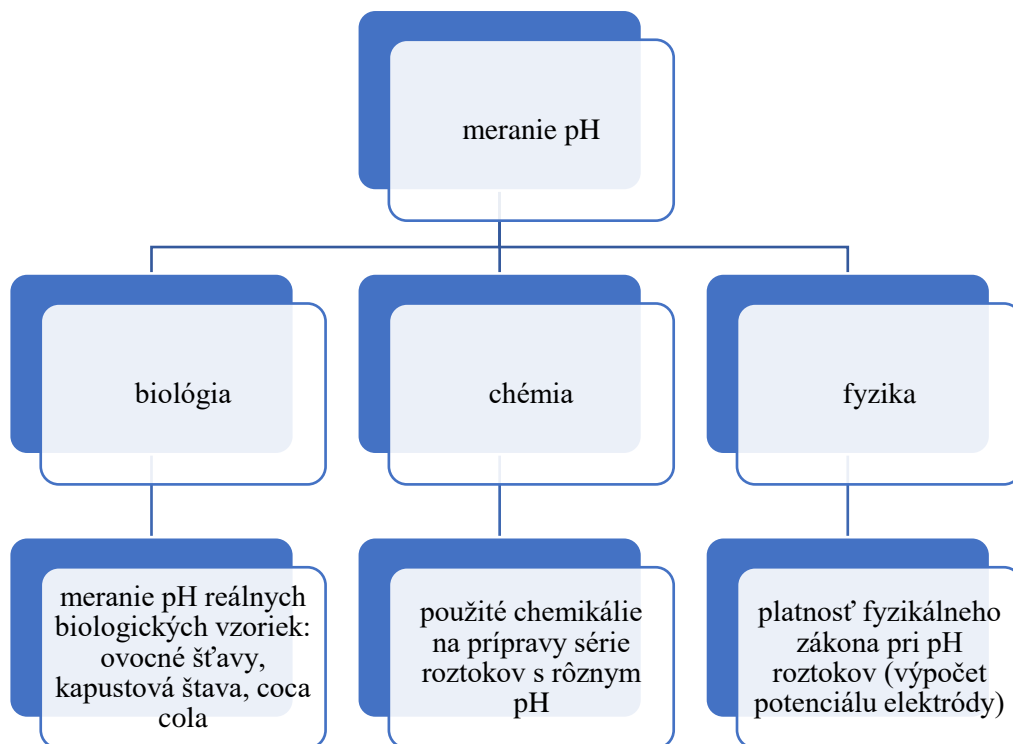 meranie pH
biológia
chémia
fyzika
meranie pH reálnych
biologických vzoriek:
ovocné šťavy,
kapustová štava, coca
cola
použité chemikálie
na prípravy série
roztokov s rôznym
pH
platnosť fyzikálneho
zákona pri pH
roztokov (výpočet
potenciálu elektródy)